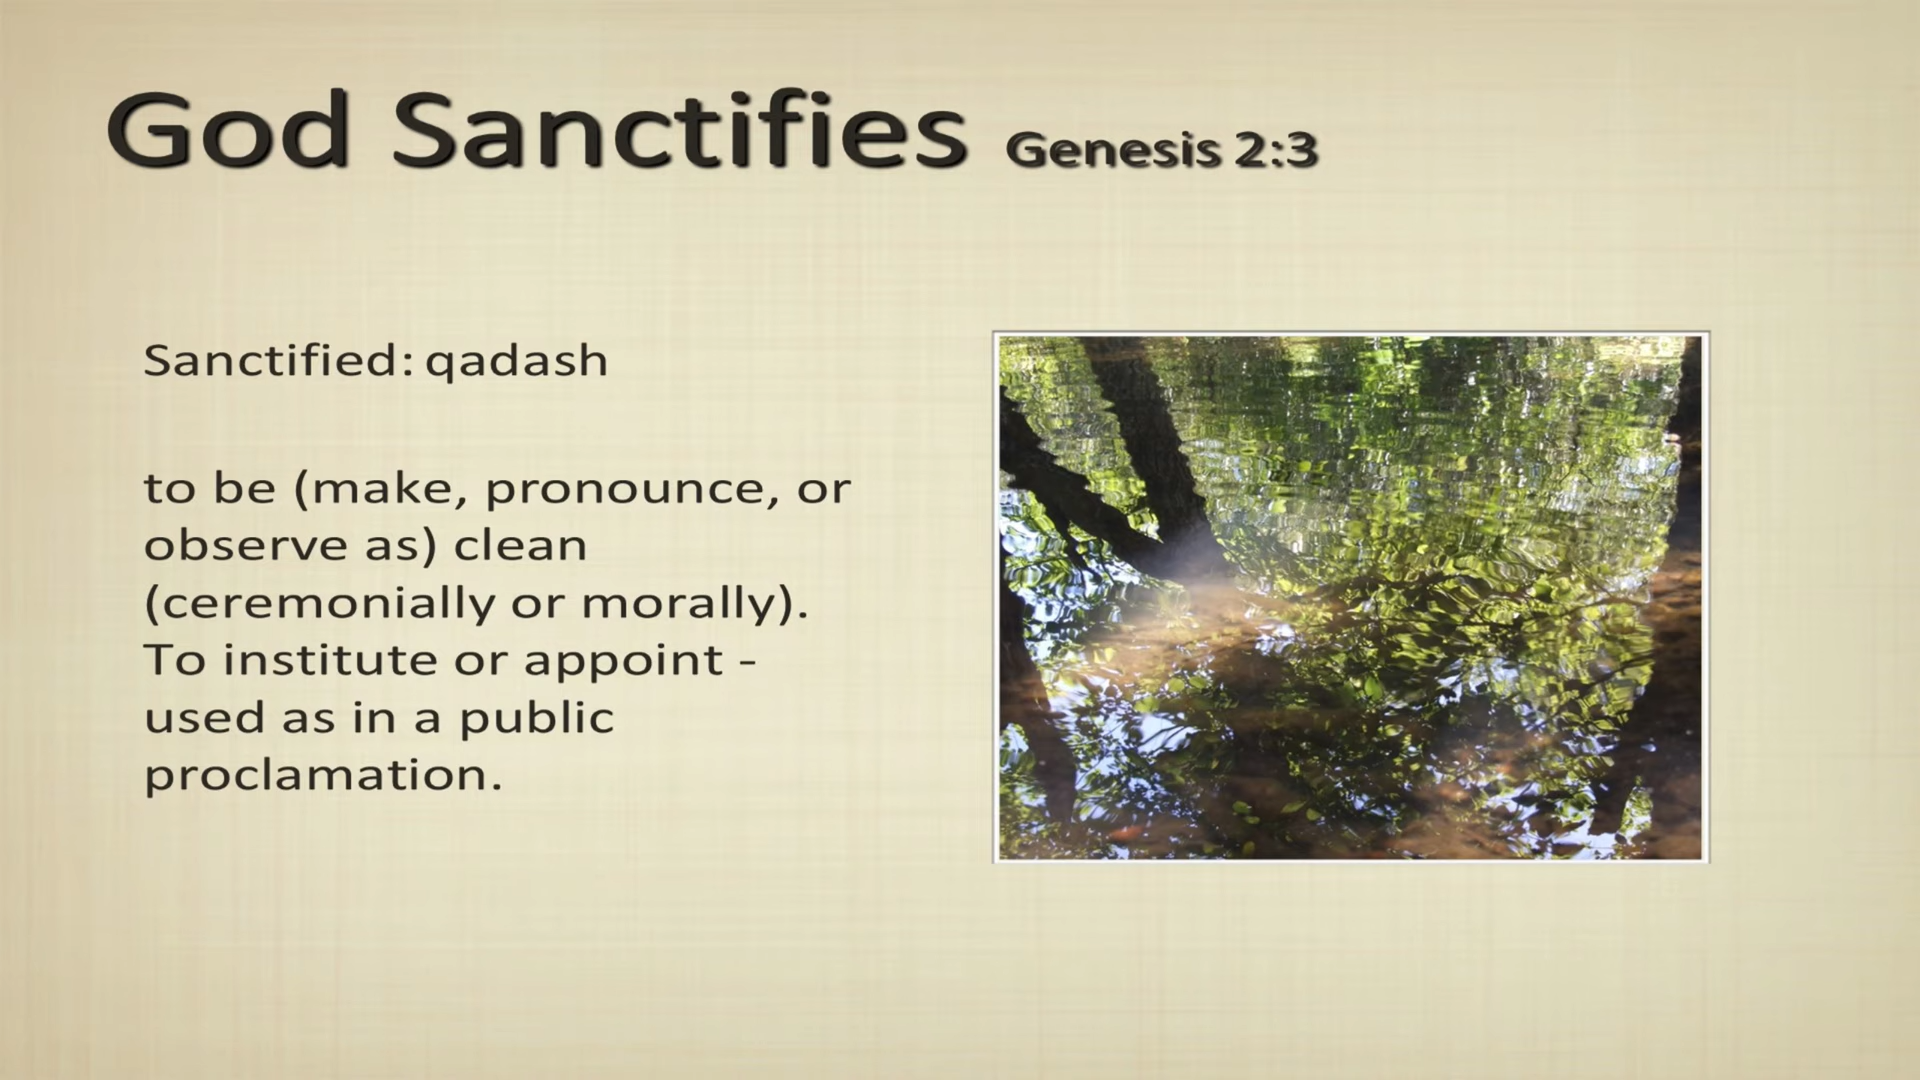 God Sanctifies Genesis 2:3
Sanctified: qadash
to be (make, pronounce, or
observe as) clean
(ceremonially or morally).
To institute or appoint -
used as in a public
proclamation.